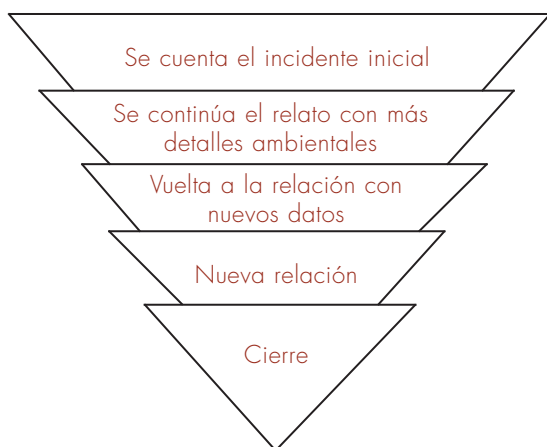 Se cuenta el incidente inicial
Se continúa el relato con más
detalles ambientales
Vuelta a la relación con
nuevos datos
Nueva relación
Cierre